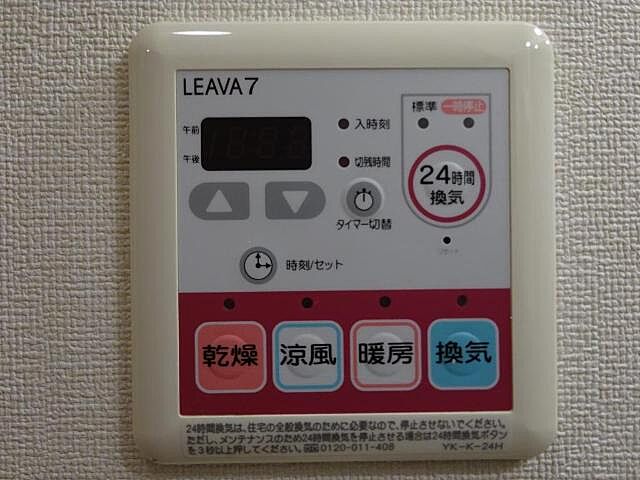 LEAVA7
標準 一時停止
午前
入時刻
午後
切残時間
24時間
換気
タイマー切替
リセット
時刻/セット
乾燥 涼風 暖房 換気
24時間換気は、住宅の全般換気のために必要なので、停止させないでください。
ただし、メンテナンスのため24時間換気を停止させる場合は24時間換気ボタン
を3秒以上押してください。 0120-011-408 YK-K-24H